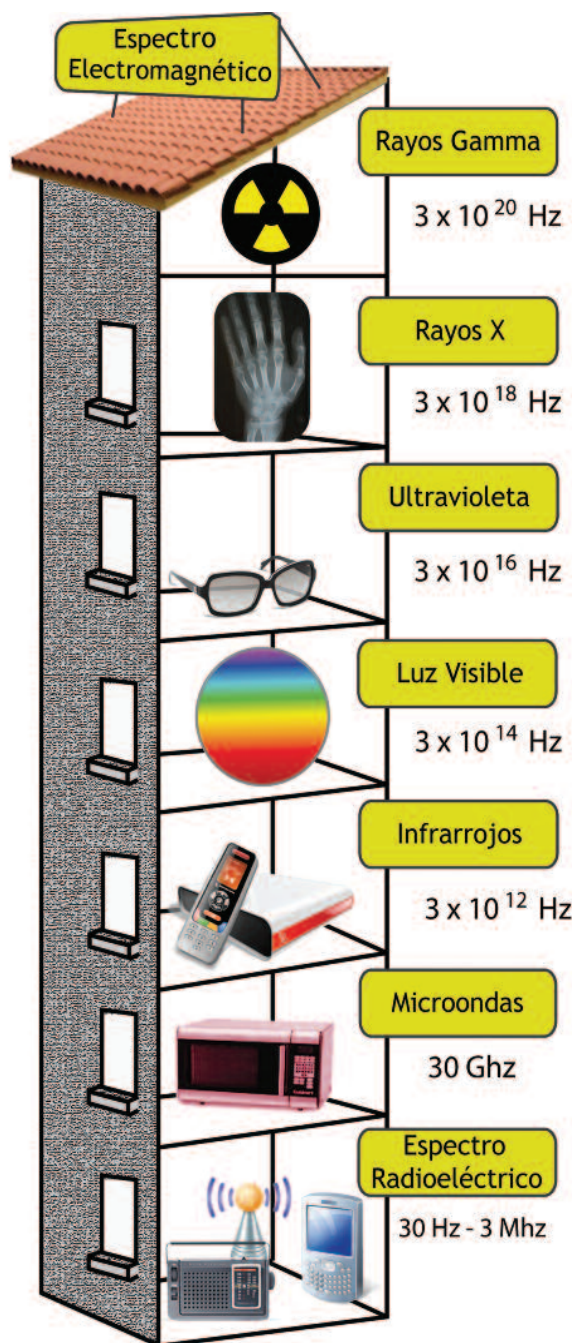 Espectro
Electromagnético
Rayos Gamma
3 x 10 20 Hz
Rayos X
3 x 10 18 Hz
Ultravioleta
3 x 10 16 Hz
Luz Visible
3 x 10 14 Hz
Infrarrojos
3 x 10 12 Hz
Microondas
30 Ghz
Espectro
Radioeléctrico
30 Hz - 3 Mhz